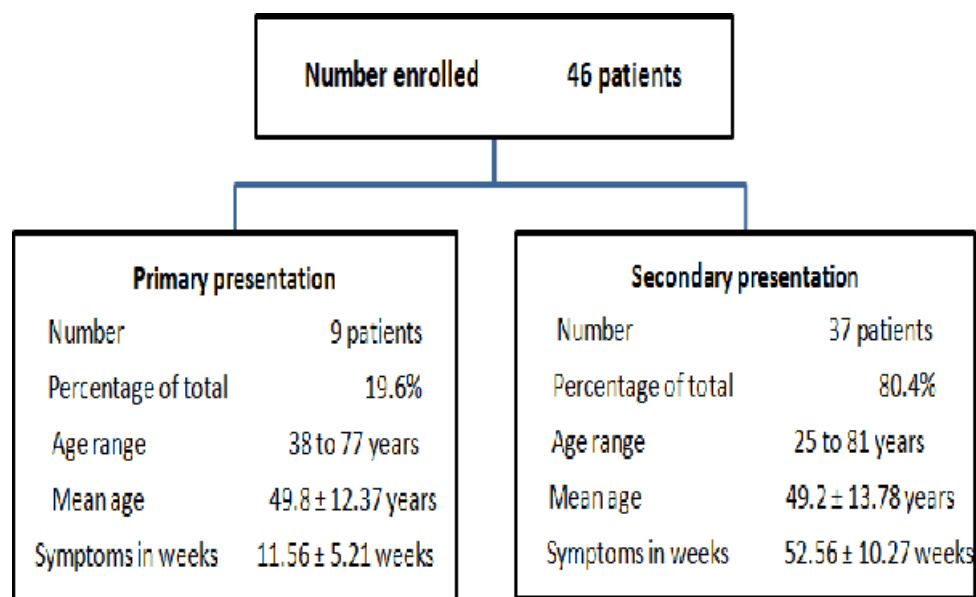 Number enrolled 46 patients
Primary presentation
Number 9 patients
Percentage of total 19.6%
Age range 38 to 77 years
Mean age 49.8 ± 12.37 years
Symptoms in weeks 11.56 ± 5.21 weeks
Secondary presentation
Number 37 patients
Percentage of total 80.4%
Age range 25 to 81 years
Mean age 49.2 ± 13.78 years
Symptoms in weeks 52.56 ± 10.27 weeks